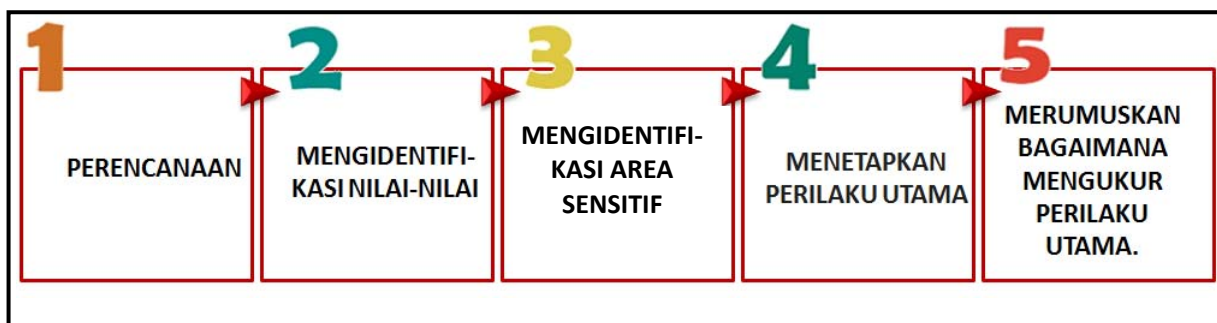 1
PERENCANAAN
2
MENGIDENTIFI-
KASI NILAI-NILAI
3
MENGIDENTIFI-
KASI AREA
SENSITIF
4
MENETAPKAN
PERILAKU UTAMA
5
MERUMUSKAN
BAGAIMANA
MENGUKUR
PERILAKU
UTAMA.